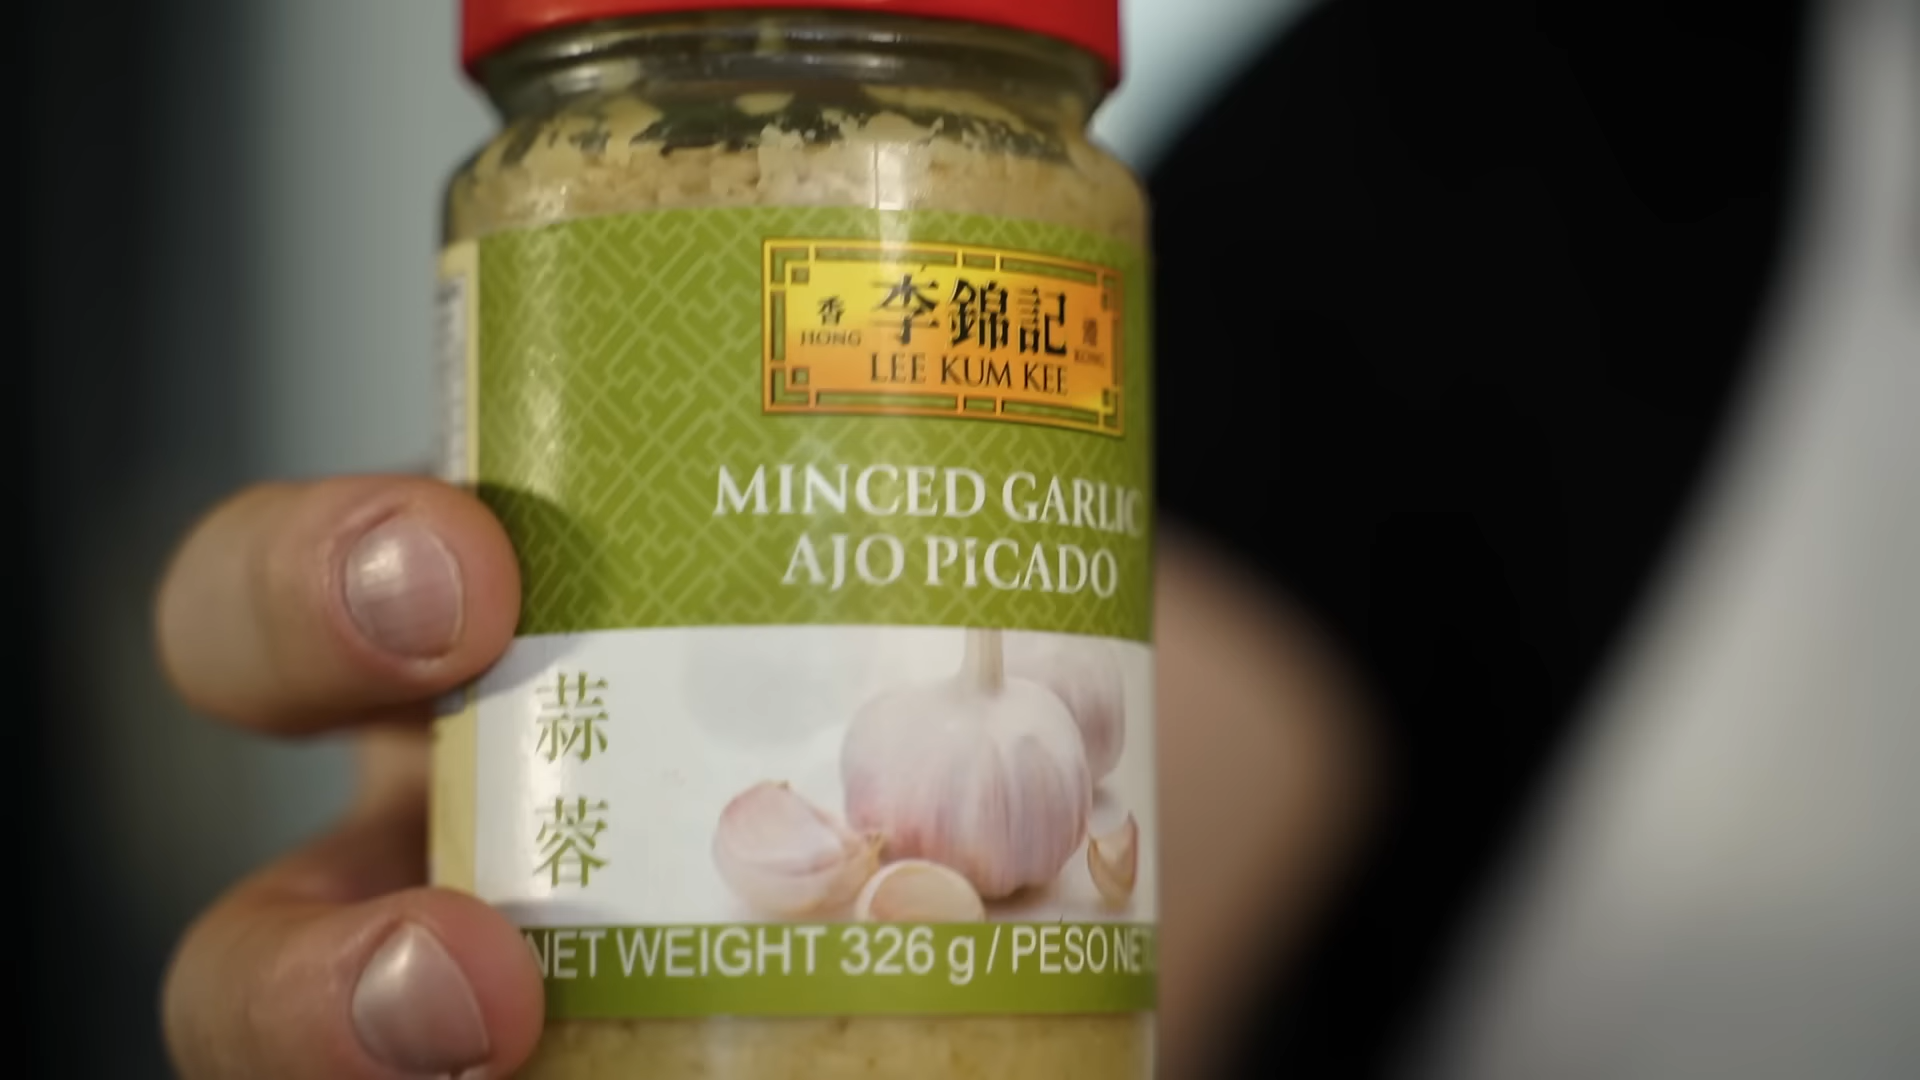 香 李錦記 港
HONG LEE KUM KEE KONG
MINCED GARLIC
AJO PICADO
蒜
蓉
NET WEIGHT 326 g / PESO NET